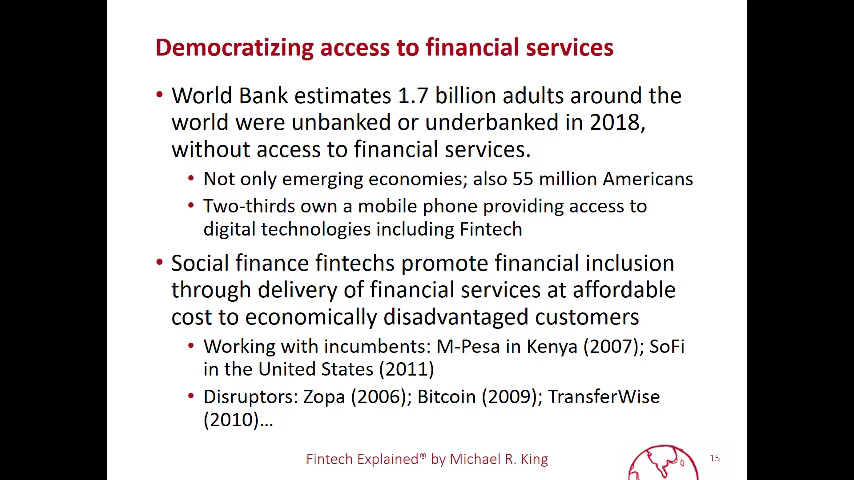 Democratizing access to financial services
• World Bank estimates 1.7 billion adults around the
world were unbanked or underbanked in 2018,
without access to financial services.
• Not only emerging economies; also 55 million Americans
• Two-thirds own a mobile phone providing access to
digital technologies including Fintech
• Social finance fintechs promote financial inclusion
through delivery of financial services at affordable
cost to economically disadvantaged customers
• Working with incumbents: M-Pesa in Kenya (2007); SoFi
in the United States (2011)
• Disruptors: Zopa (2006); Bitcoin (2009); TransferWise
(2010)…
Fintech Explained® by Michael R. King
15